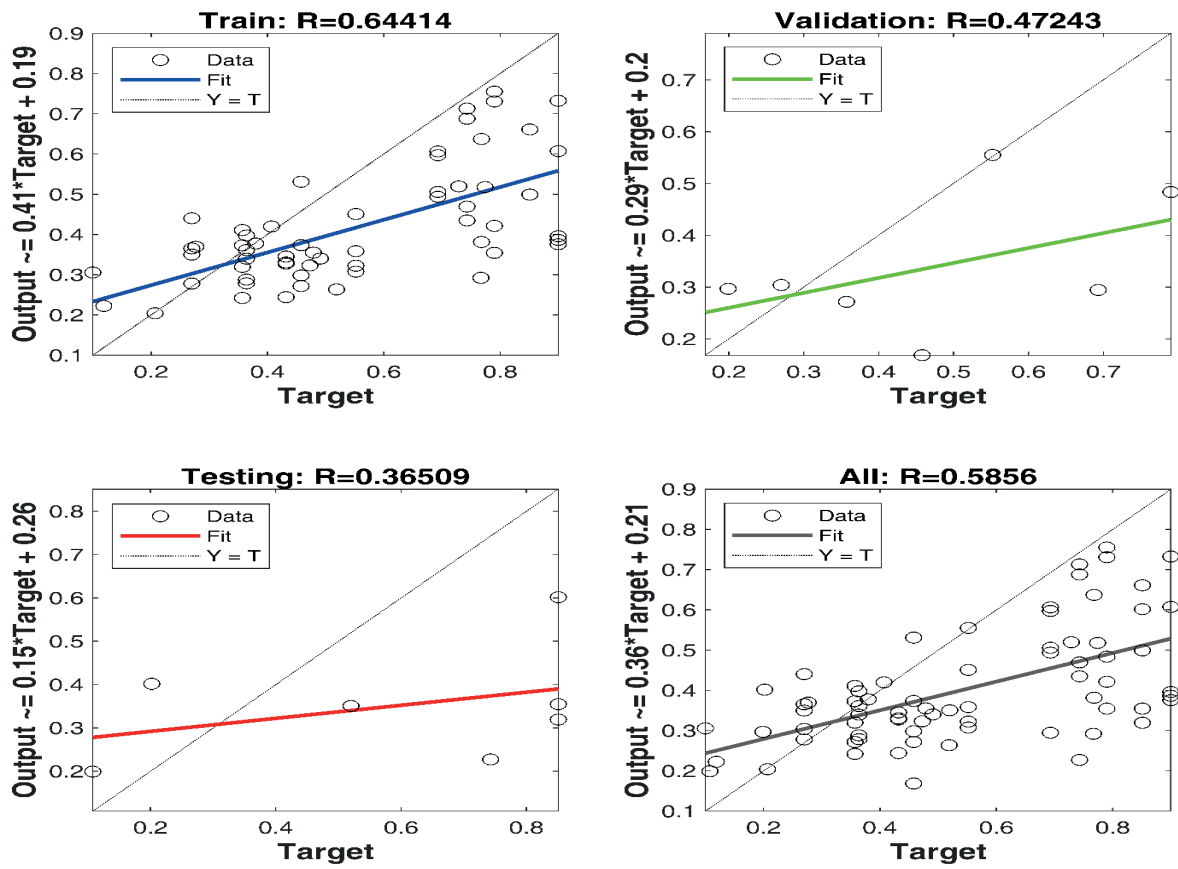 Train: R=0.64414
Output ~= 0.41*Target + 0.19
0.9
0.8
0.7
0.6
0.5
0.4
0.3
0.2
0.1
Data
Fit
Y = T
0.2 0.4 0.6 0.8
Target
Validation: R=0.47243
Output ~= 0.29*Target + 0.2
0.7
0.6
0.5
0.4
0.3
0.2
Data
Fit
Y = T
0.2 0.3 0.4 0.5 0.6 0.7
Target
Testing: R=0.36509
Output ~= 0.15*Target + 0.26
0.8
0.7
0.6
0.5
0.4
0.3
0.2
Data
Fit
Y = T
0.2 0.4 0.6 0.8
Target
All: R=0.5856
Output ~= 0.36*Target + 0.21
0.9
0.8
0.7
0.6
0.5
0.4
0.3
0.2
0.1
Data
Fit
Y = T
0.2 0.4 0.6 0.8
Target